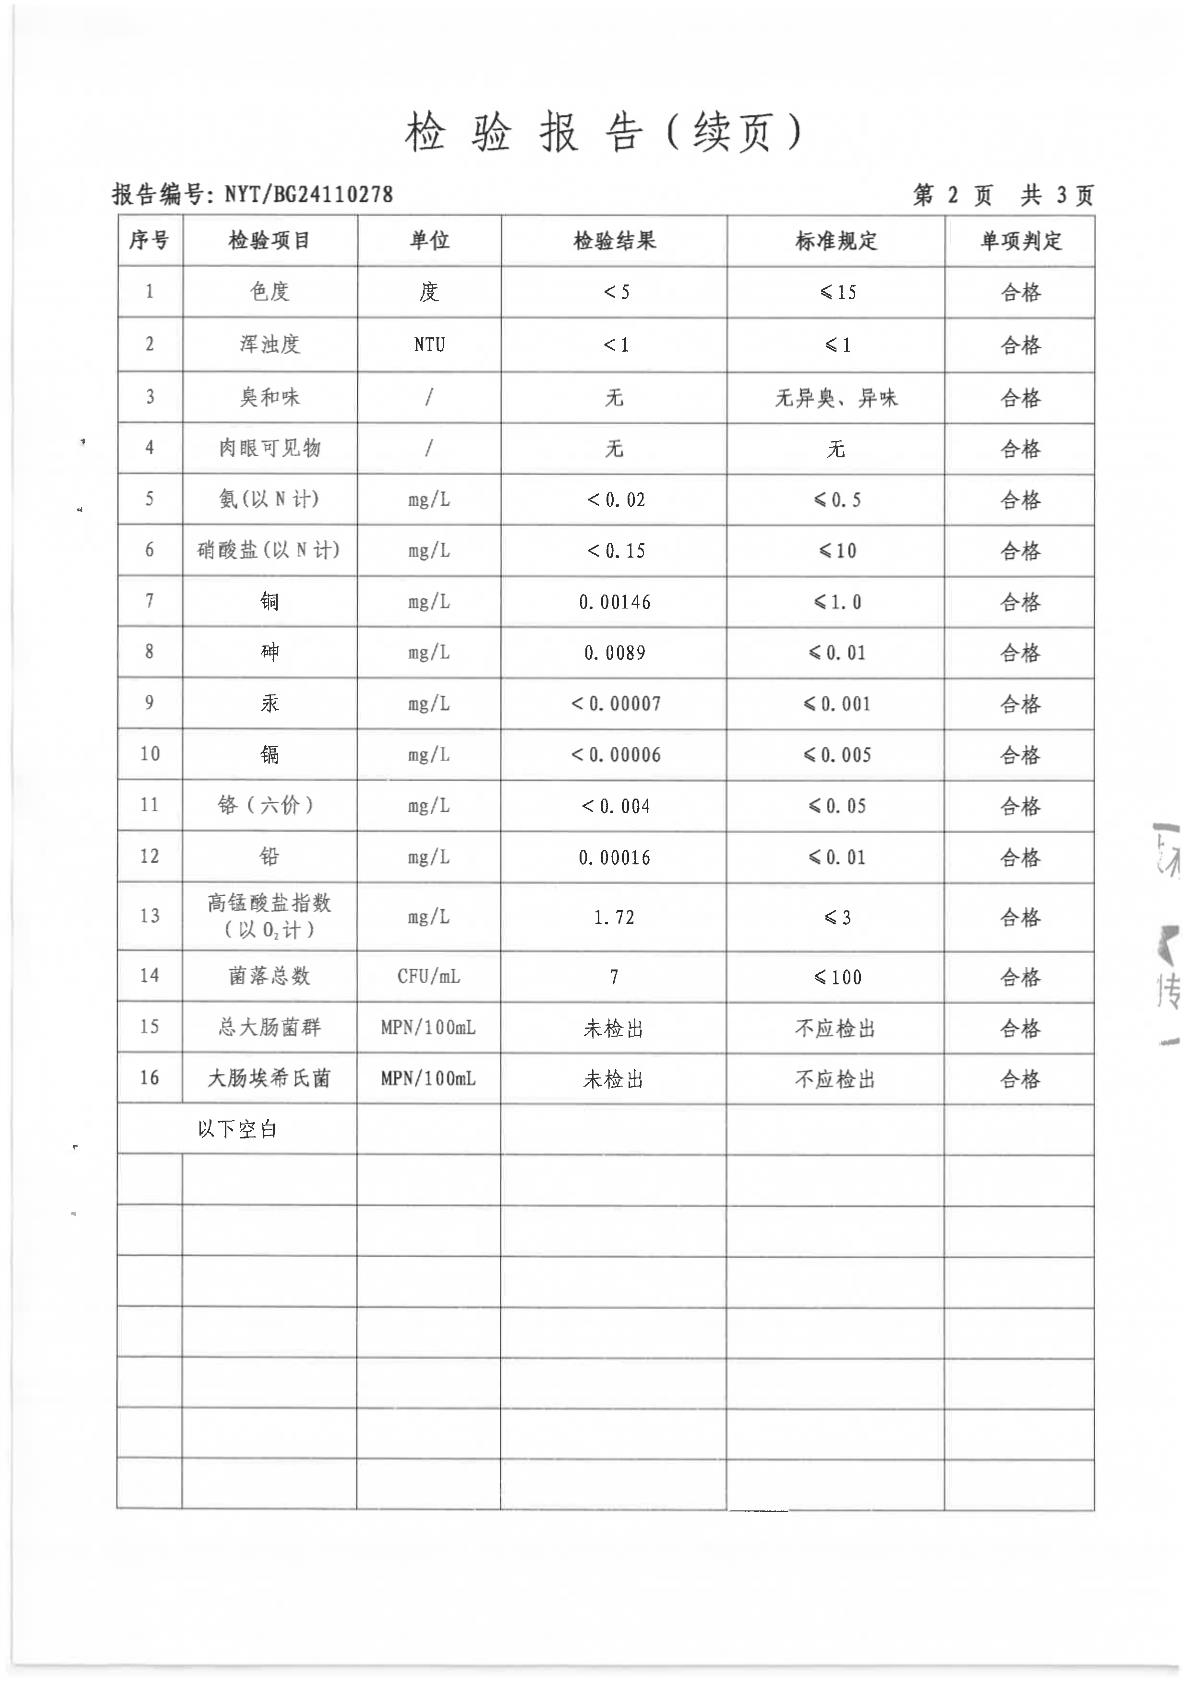 检验报告(续页)
报告编号: NYT/BG24110278 第 2 页 共 3 页
序号 检验项目 单位 检验结果 标准规定 单项判定
1 色度 度 <5 ≤15 合格
2 浑浊度 NTU <1 ≤1 合格
3 臭和味 / 无 无异臭、异味 合格
4 肉眼可见物 / 无 无 合格
5 氨(以 N 计) mg/L <0.02 ≤0.5 合格
6 硝酸盐(以 N 计) mg/L <0.15 ≤10 合格
7 铜 mg/L 0.00146 ≤1.0 合格
8 砷 mg/L 0.0089 ≤0.01 合格
9 汞 mg/L <0.00007 ≤0.001 合格
10 镉 mg/L <0.00006 ≤0.005 合格
11 铬(六价) mg/L <0.004 ≤0.05 合格
12 铅 mg/L 0.00016 ≤0.01 合格
13 高锰酸盐指数 mg/L 1.72 ≤3 合格
(以 O₂计)
14 菌落总数 CFU/mL 7 ≤100 合格
15 总大肠菌群 MPN/100mL 未检出 不应检出 合格
16 大肠埃希氏菌 MPN/100mL 未检出 不应检出 合格
以下空白